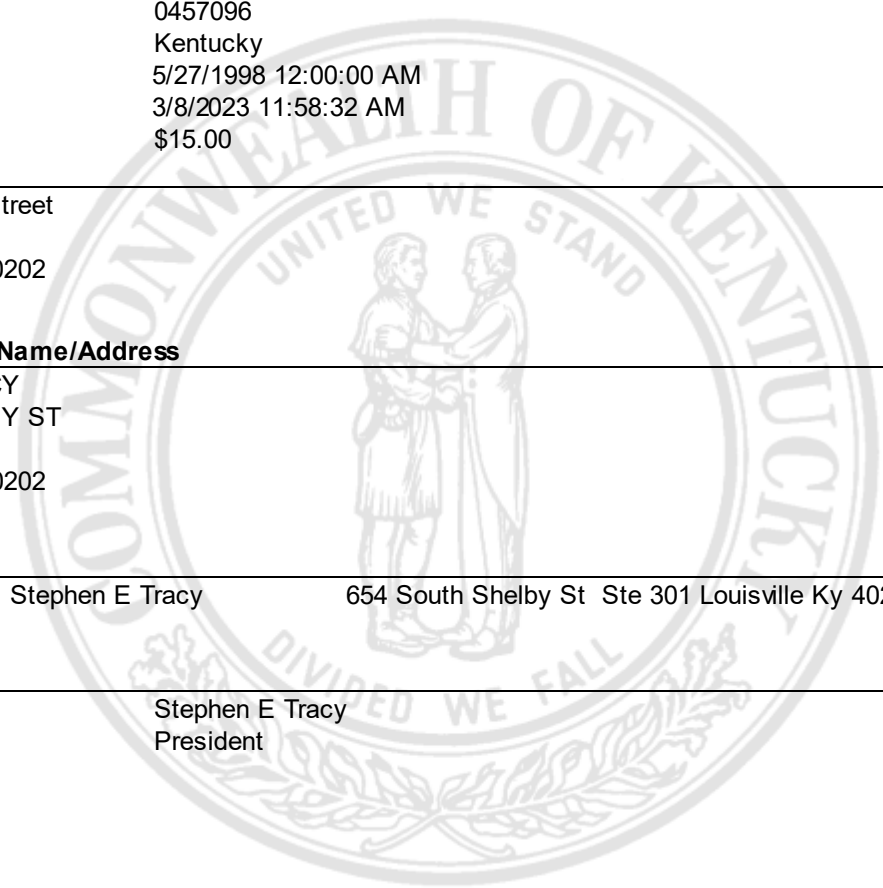 0457096
Kentucky
5/27/1998 12:00:00 AM
3/8/2023 11:58:32 AM
$15.00
treet
0202
Name/Address
CY
Y ST
0202
Stephen E Tracy 654 South Shelby St Ste 301 Louisville Ky 402
Stephen E Tracy
President
COMMONWEALTH OF KENTUCKY
UNITED WE STAND
DIVIDED WE FALL